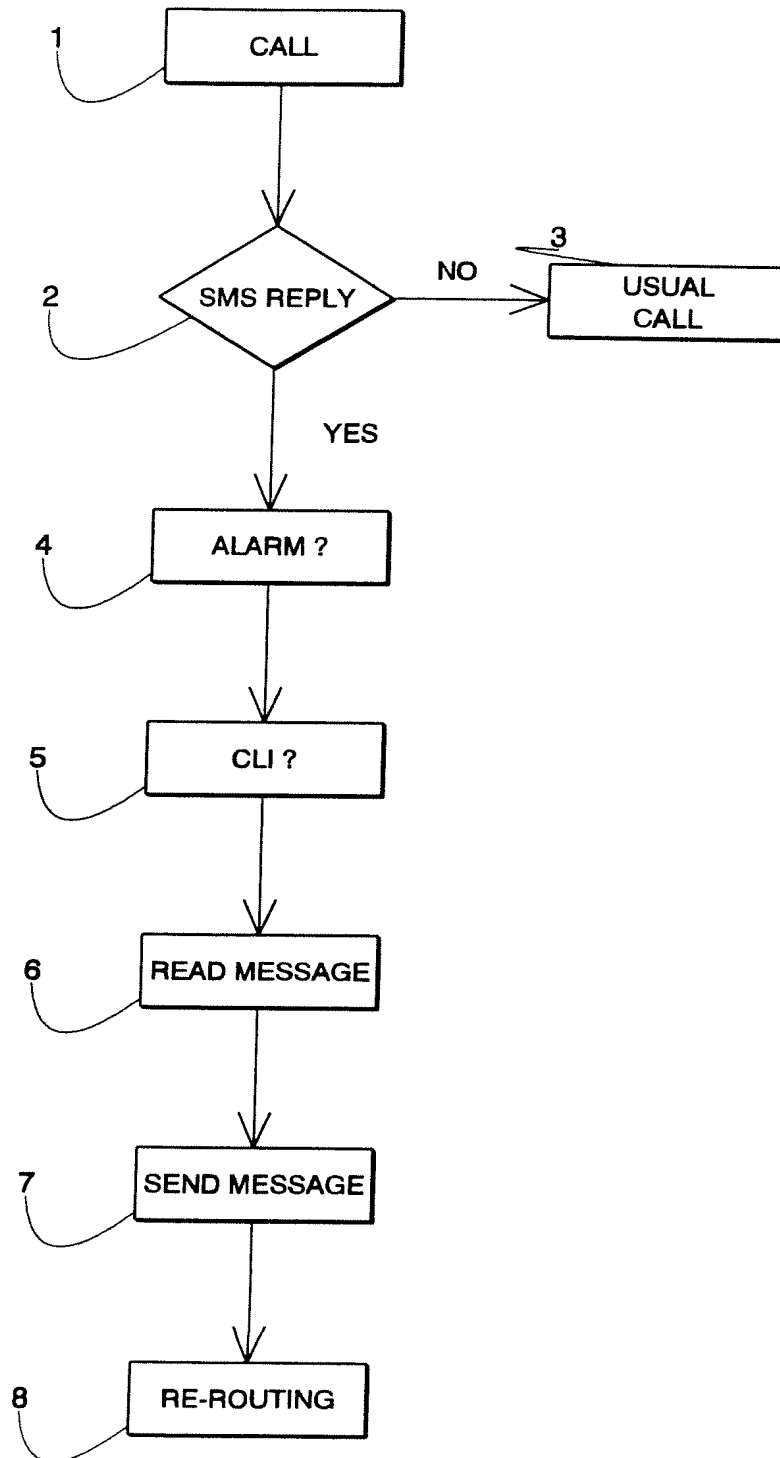 1
CALL
2
SMS REPLY
NO
3
USUAL
CALL
YES
4
ALARM ?
5
CLI ?
6
READ MESSAGE
7
SEND MESSAGE
8
RE-ROUTING